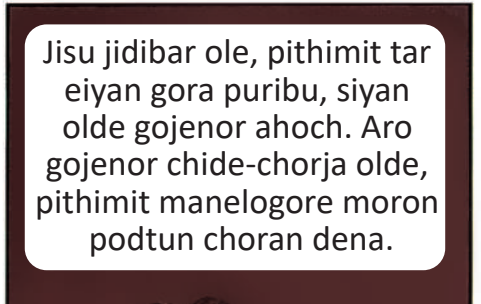 Jisu jidibar ole, pithimit tar
eiyan gora puribu, siyan
olde gojenor ahoch. Aro
gojenor chide-chorja olde,
pithimit manelogore moron
podtun choran dena.